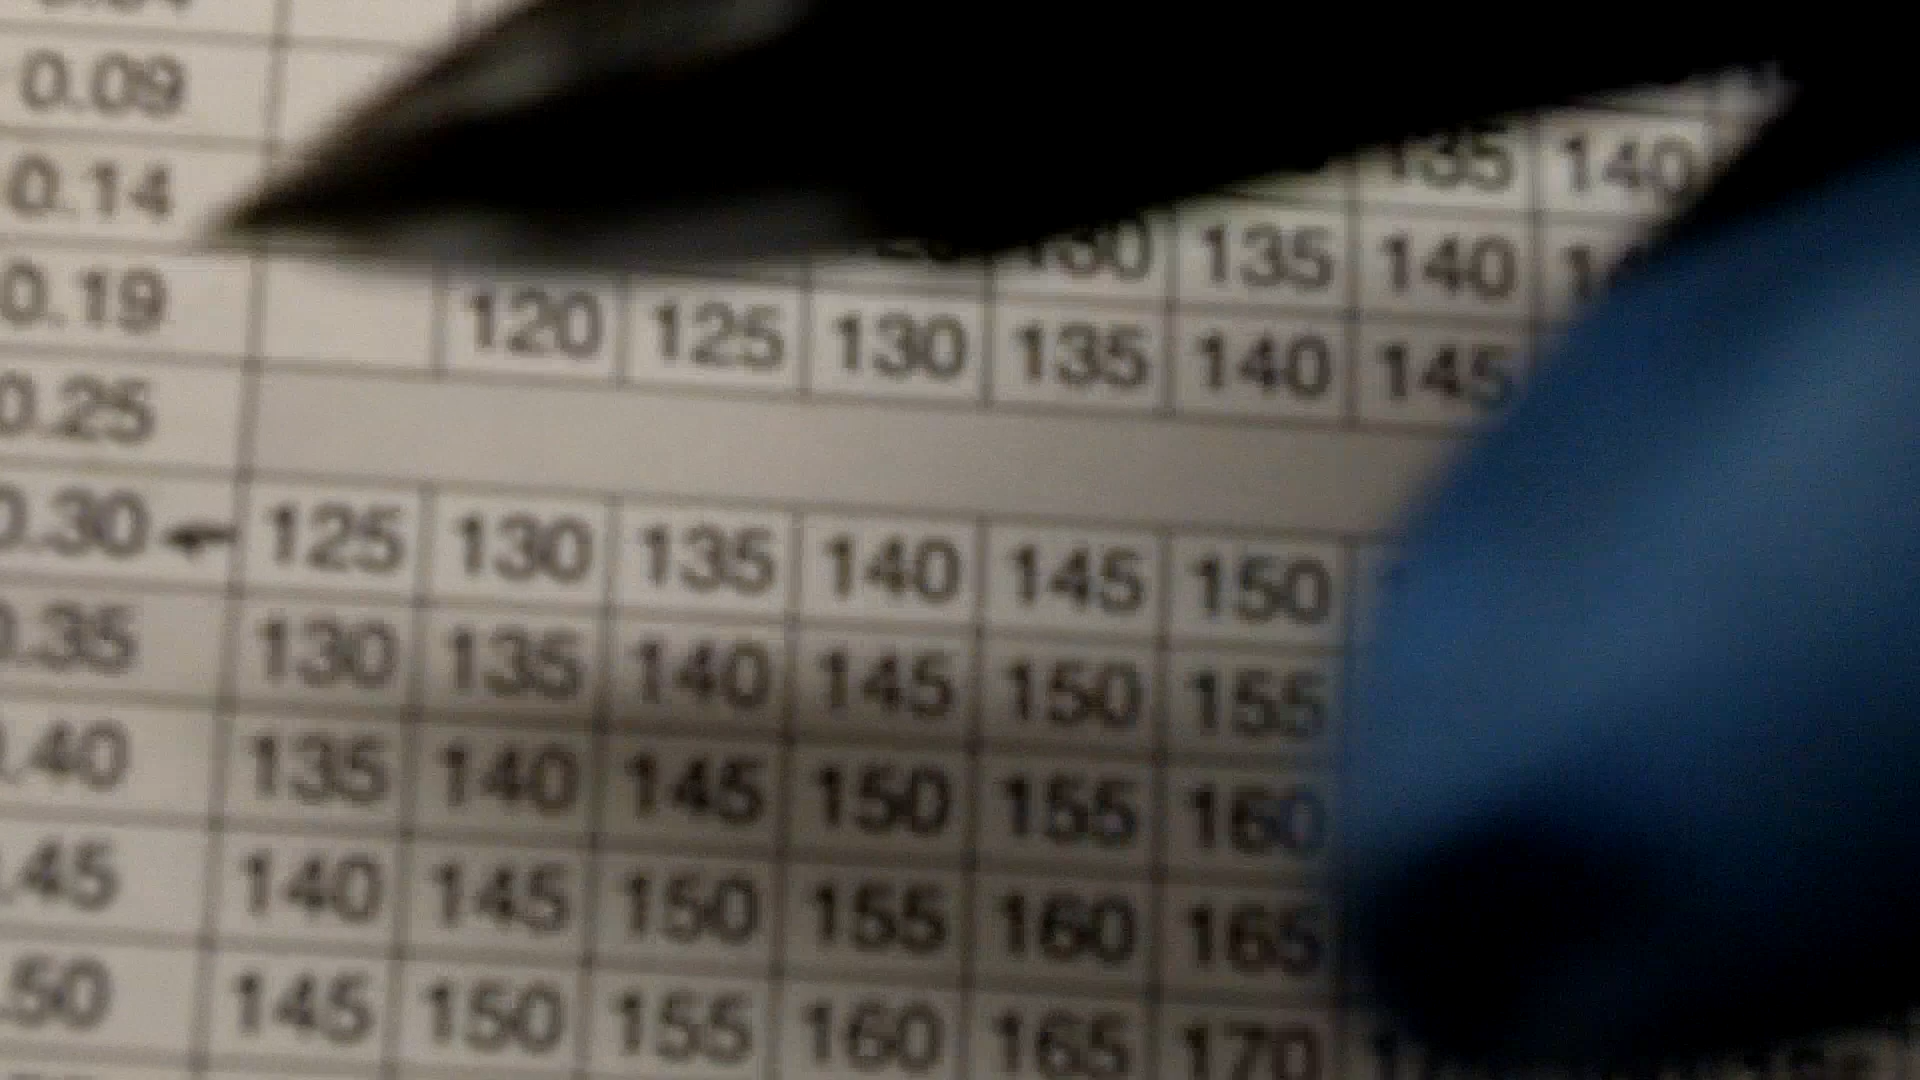 0.09
0.14 135 140
0.19 130 135 140
0.25 120 125 130 135 140 145
0.30 125 130 135 140 145 150
.35 130 135 140 145 150 155
.40 135 140 145 150 155 160
.45 140 145 150 155 160 165
.50 145 150 155 160 165 170